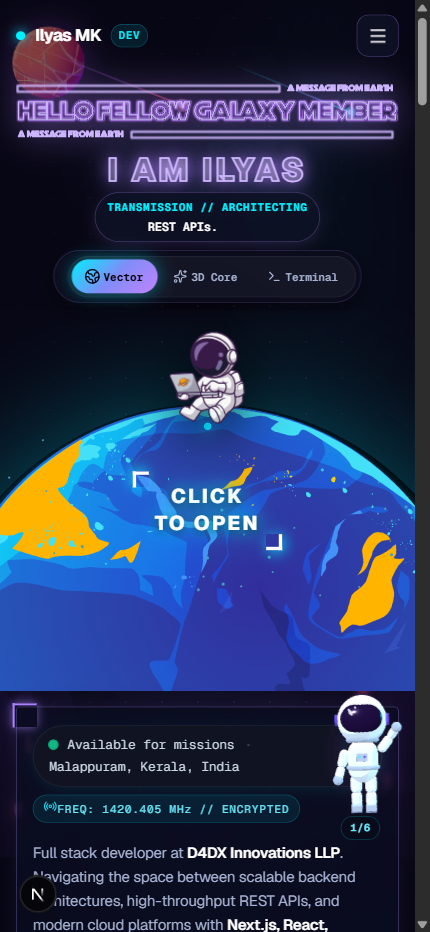 Ilyas MK DEV
A MESSAGE FROM EARTH
HELLO FELLOW GALAXY MEMBER
A MESSAGE FROM EARTH
I AM ILYAS
TRANSMISSION // ARCHITECTING
REST APIs.
Vector 3D Core Terminal
CLICK
TO OPEN
Available for missions ·
Malappuram, Kerala, India
FREQ: 1420.405 MHz // ENCRYPTED
1/6
Full stack developer at D4DX Innovations LLP.
Navigating the space between scalable backend
architectures, high-throughput REST APIs, and
modern cloud platforms with Next.js, React,
N